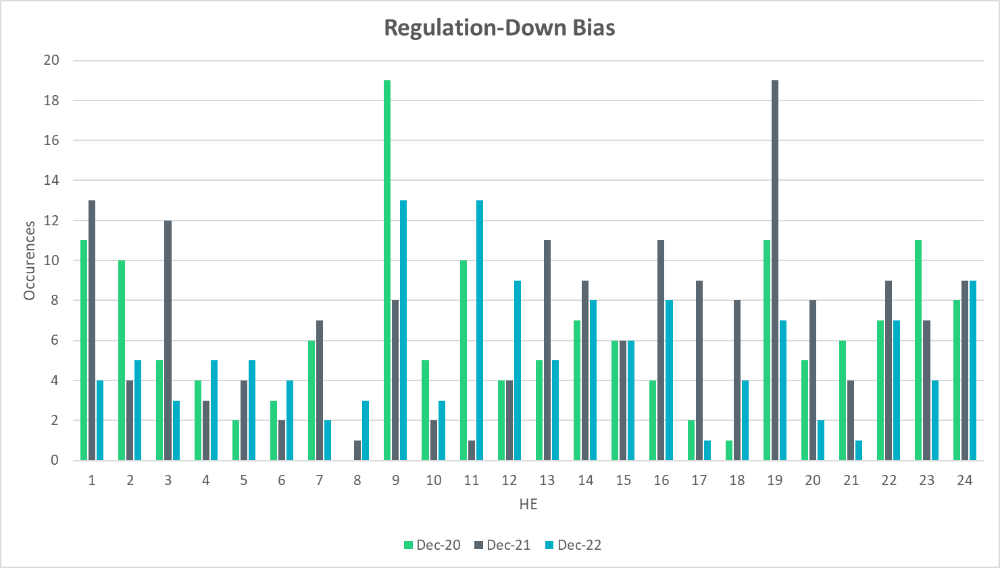 Regulation-Down Bias
20
18
16
14
12
10
8
6
4
2
0
Occurences
1 2 3 4 5 6 7 8 9 10 11 12 13 14 15 16 17 18 19 20 21 22 23 24
HE
Dec-20 Dec-21 Dec-22